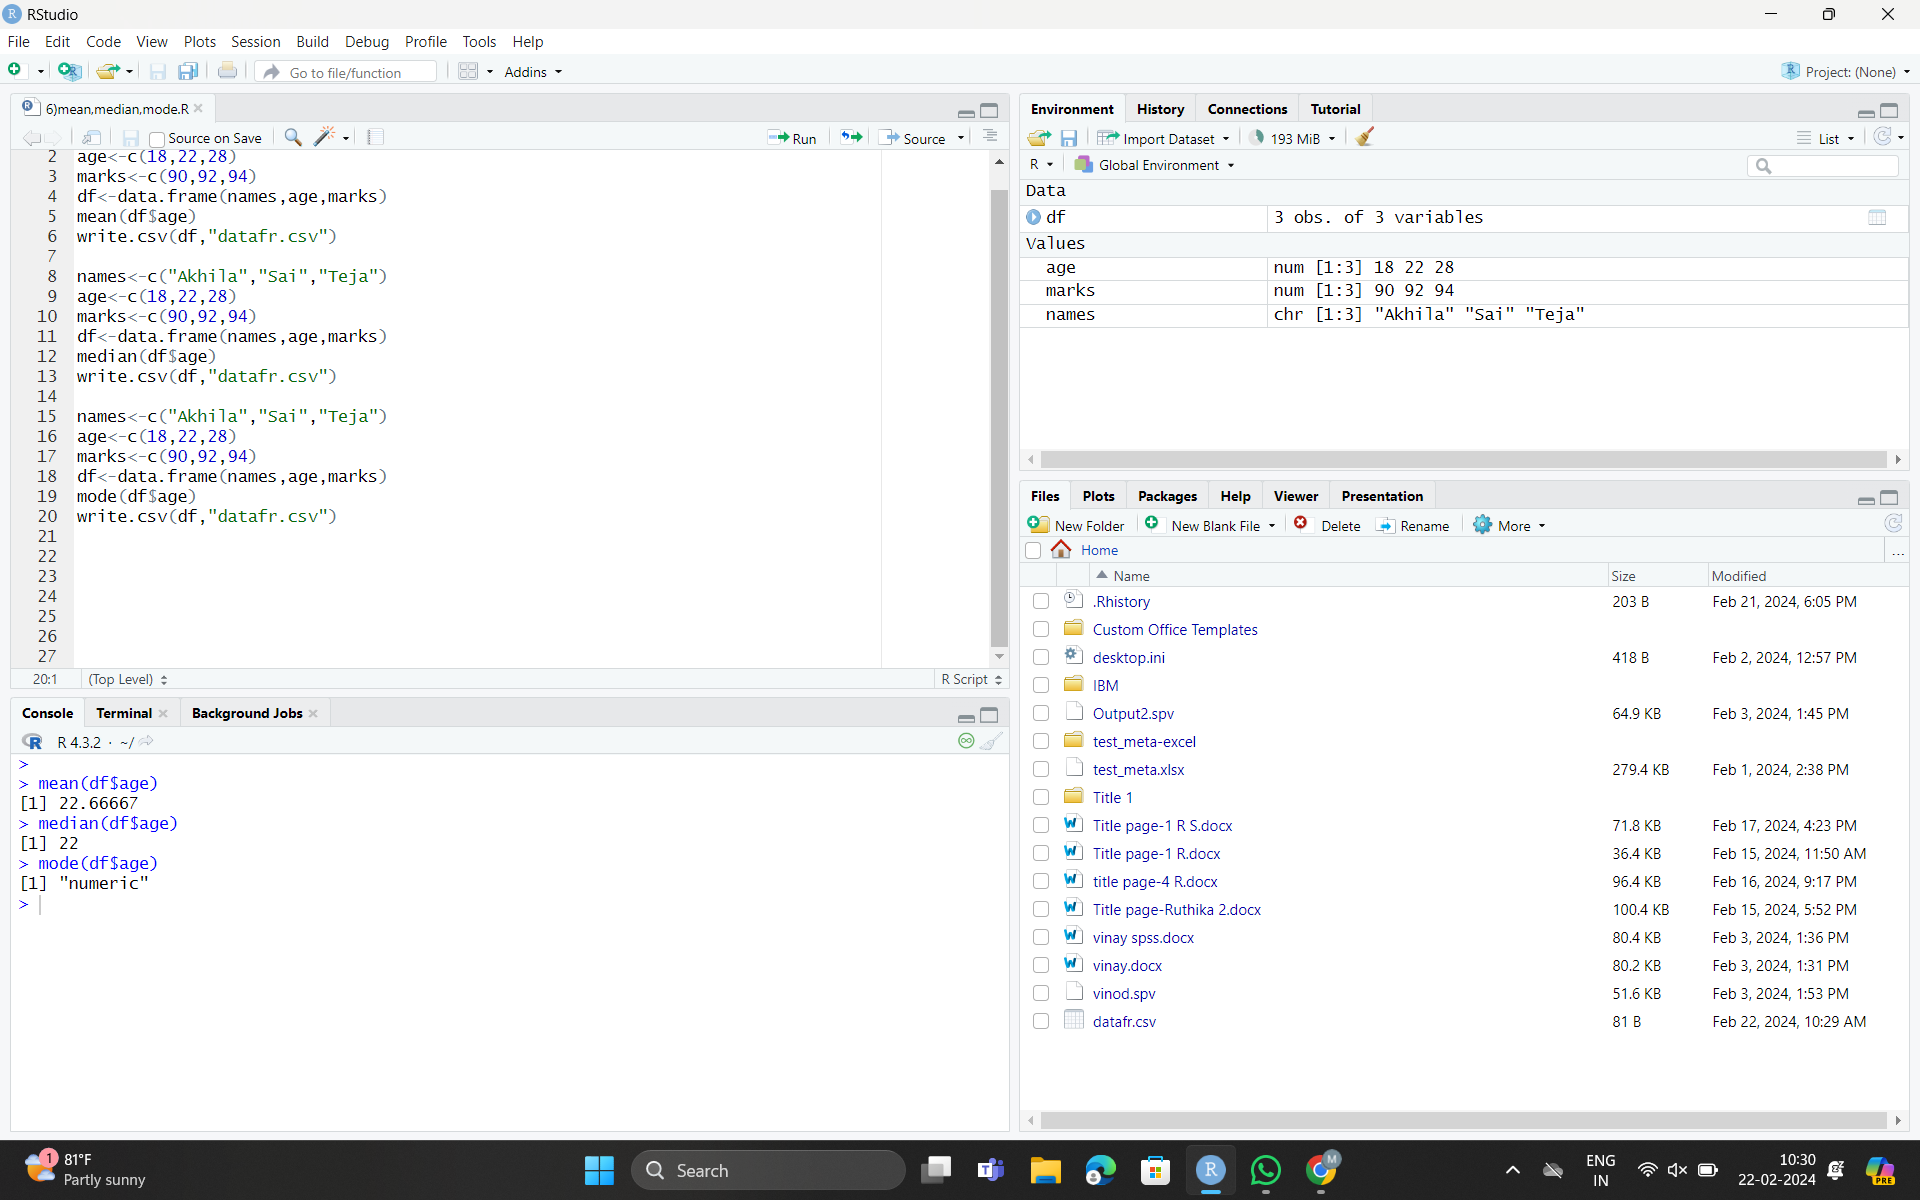 RStudio
File Edit Code View Plots Session Build Debug Profile Tools Help
Go to file/function Addins Project: (None)
6)mean,median,mode.R
Source on Save Run Source
2 age<-c(18,22,28)
3 marks<-c(90,92,94)
4 df<-data.frame(names,age,marks)
5 mean(df$age)
6 write.csv(df,"datafr.csv")
7
8 names<-c("Akhila","Sai","Teja")
9 age<-c(18,22,28)
10 marks<-c(90,92,94)
11 df<-data.frame(names,age,marks)
12 median(df$age)
13 write.csv(df,"datafr.csv")
14
15 names<-c("Akhila","Sai","Teja")
16 age<-c(18,22,28)
17 marks<-c(90,92,94)
18 df<-data.frame(names,age,marks)
19 mode(df$age)
20 write.csv(df,"datafr.csv")
21
22
23
24
25
26
27
20:1 (Top Level) R Script
Console Terminal Background Jobs
R 4.3.2 · ~/
>
> mean(df$age)
[1] 22.66667
> median(df$age)
[1] 22
> mode(df$age)
[1] "numeric"
>
Environment History Connections Tutorial
Import Dataset 193 MiB List
R Global Environment
Data
df 3 obs. of 3 variables
Values
age num [1:3] 18 22 28
marks num [1:3] 90 92 94
names chr [1:3] "Akhila" "Sai" "Teja"
Files Plots Packages Help Viewer Presentation
New Folder New Blank File Delete Rename More
Home ...
Name Size Modified
.Rhistory 203 B Feb 21, 2024, 6:05 PM
Custom Office Templates
desktop.ini 418 B Feb 2, 2024, 12:57 PM
IBM
Output2.spv 64.9 KB Feb 3, 2024, 1:45 PM
test_meta-excel
test_meta.xlsx 279.4 KB Feb 1, 2024, 2:38 PM
Title 1
Title page-1 R S.docx 71.8 KB Feb 17, 2024, 4:23 PM
Title page-1 R.docx 36.4 KB Feb 15, 2024, 11:50 AM
title page-4 R.docx 96.4 KB Feb 16, 2024, 9:17 PM
Title page-Ruthika 2.docx 100.4 KB Feb 15, 2024, 5:52 PM
vinay spss.docx 80.4 KB Feb 3, 2024, 1:36 PM
vinay.docx 80.2 KB Feb 3, 2024, 1:31 PM
vinod.spv 51.6 KB Feb 3, 2024, 1:53 PM
datafr.csv 81 B Feb 22, 2024, 10:29 AM
1 81°F
Partly sunny
Search
M
ENG
IN
10:30
22-02-2024
PRE